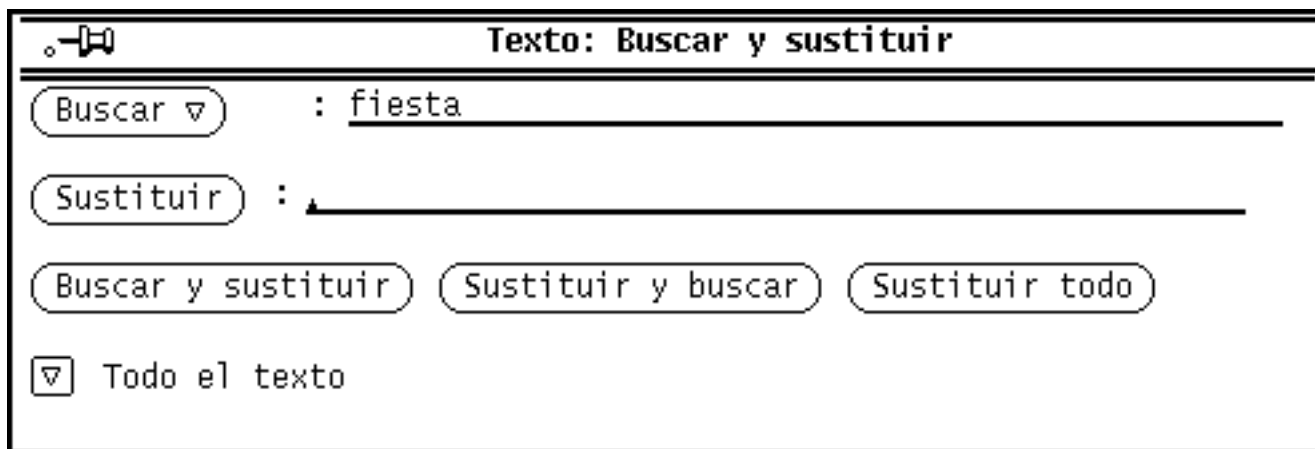 Texto: Buscar y sustituir
Buscar : fiesta
Sustituir :
Buscar y sustituir Sustituir y buscar Sustituir todo
Todo el texto